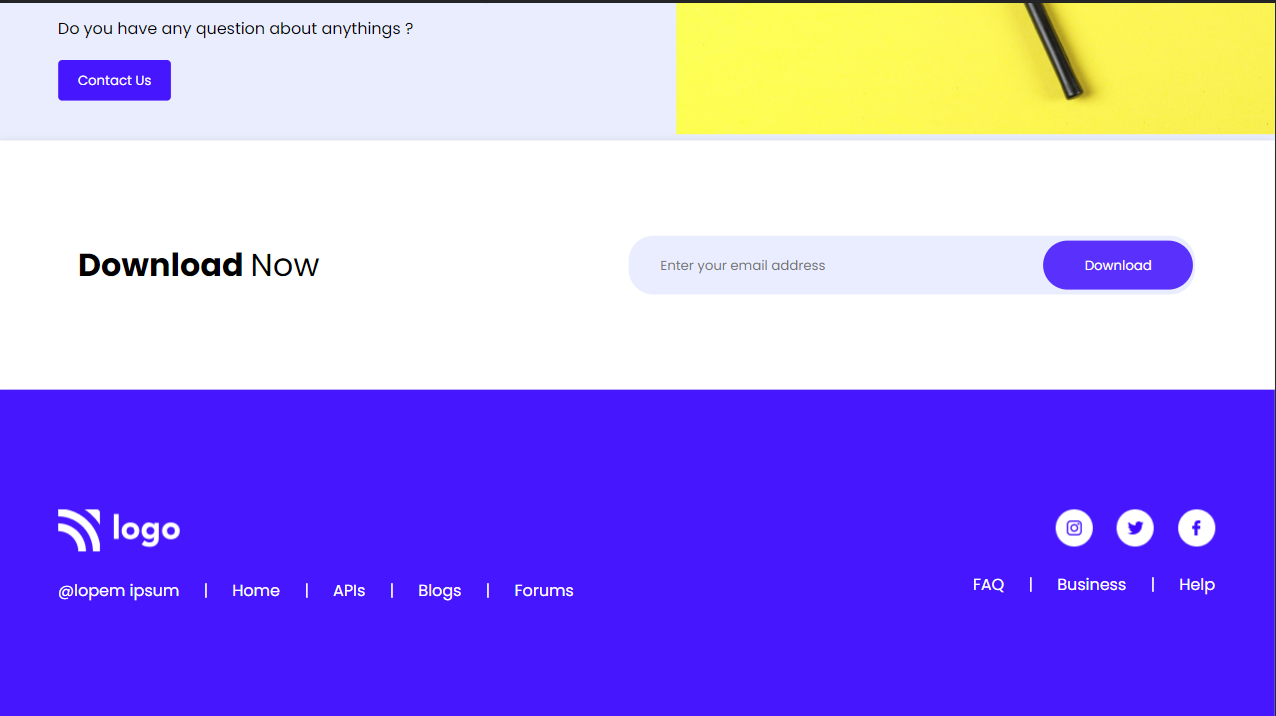 Do you have any question about anythings ?
Contact Us
Download Now
Enter your email address
Download
logo
@lopem ipsum | Home | APIs | Blogs | Forums
FAQ | Business | Help